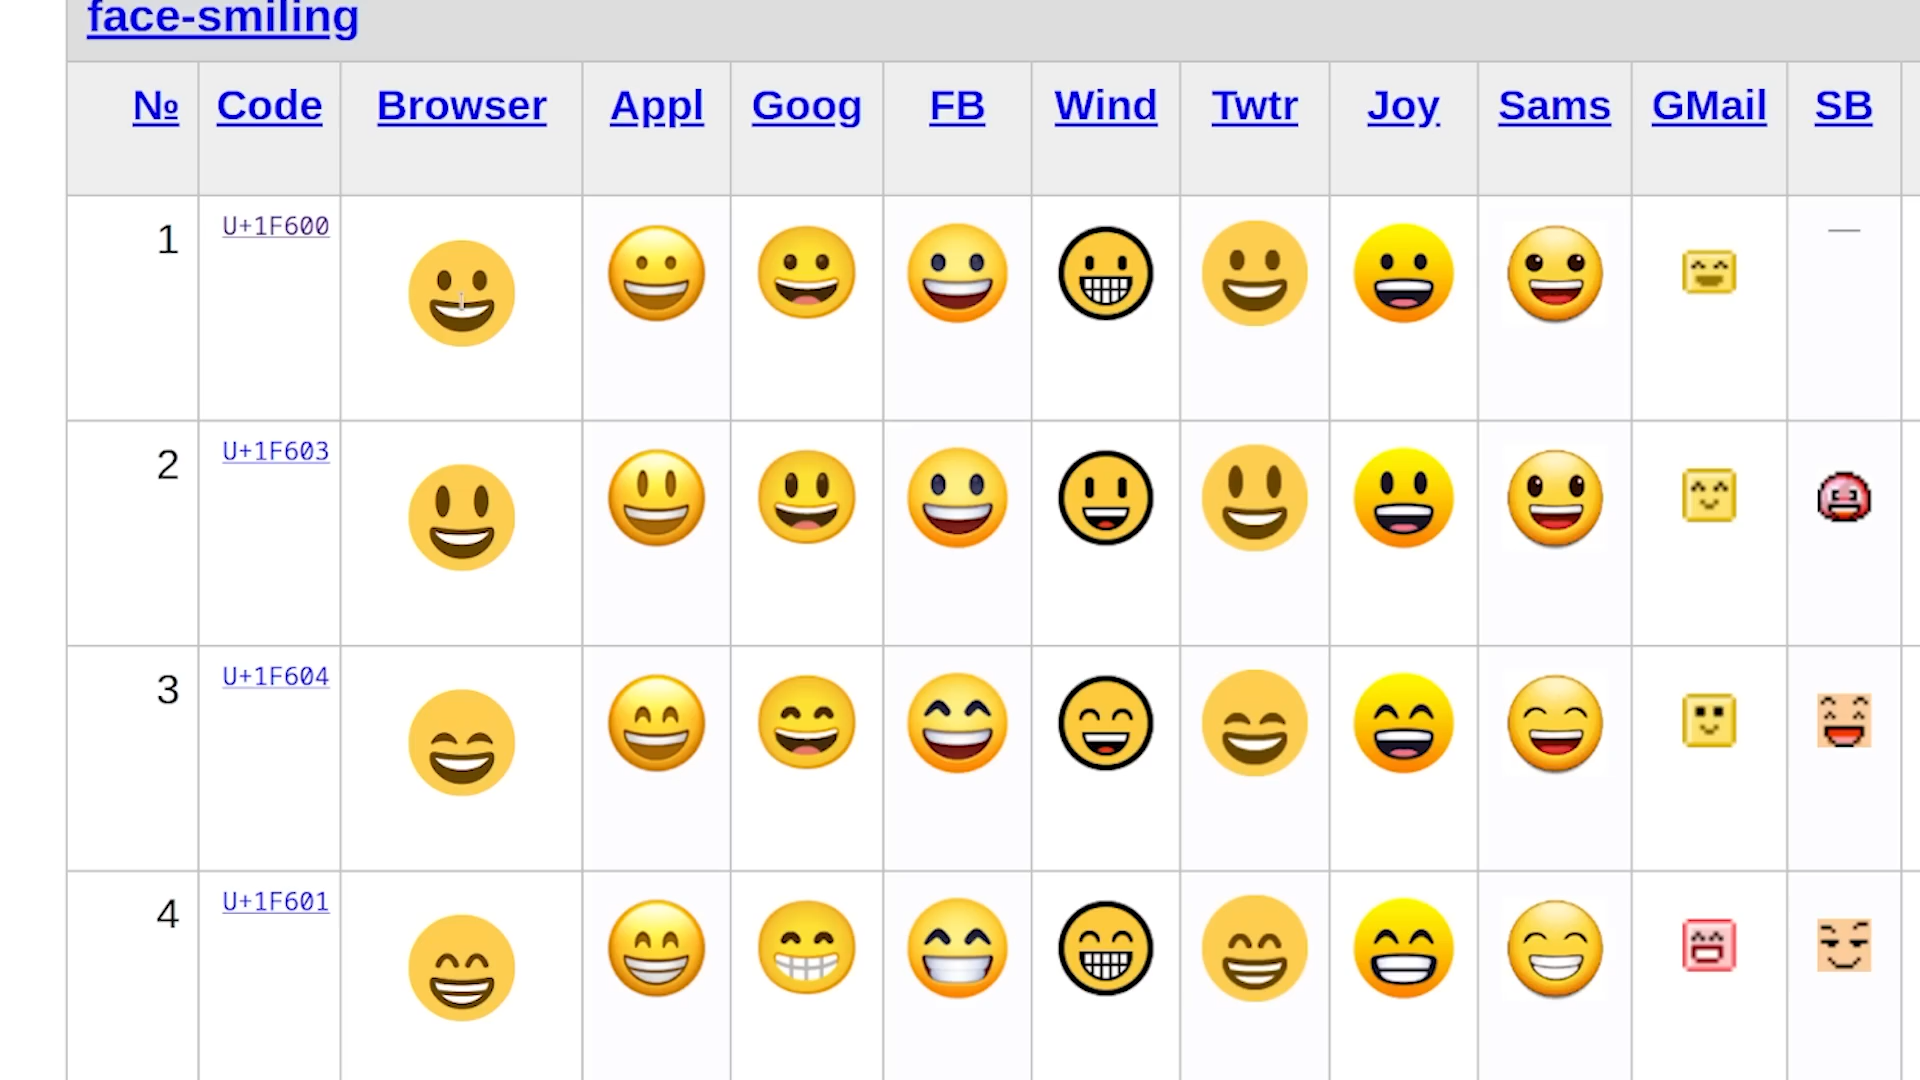 face-smiling
№ Code Browser Appl Goog FB Wind Twtr Joy Sams GMail SB
1 U+1F600 —
2 U+1F603
3 U+1F604
4 U+1F601